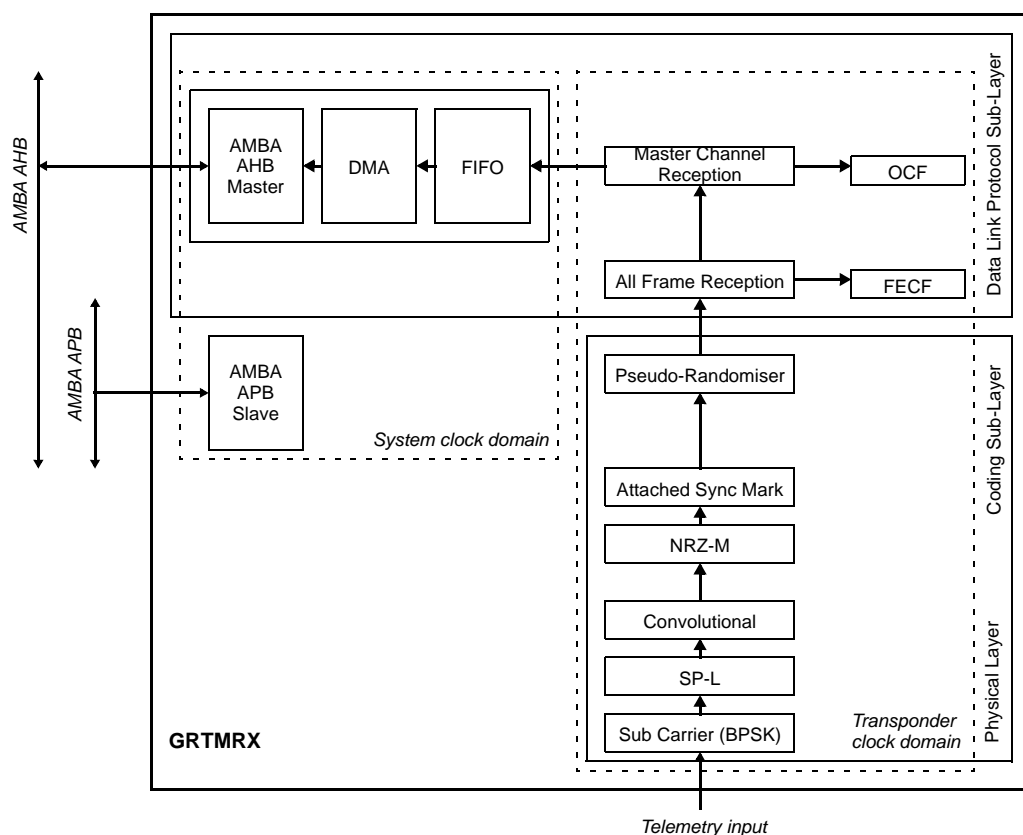 AMBA AHB
AMBA APB
AMBA
AHB
Master
DMA
FIFO
Master Channel
Reception
OCF
All Frame Reception
FECF
Data Link Protocol Sub-Layer
AMBA
APB
Slave
System clock domain
Pseudo-Randomiser
Attached Sync Mark
NRZ-M
Convolutional
SP-L
Sub Carrier (BPSK)
Coding Sub-Layer
Physical Layer
Transponder
clock domain
GRTMRX
Telemetry input